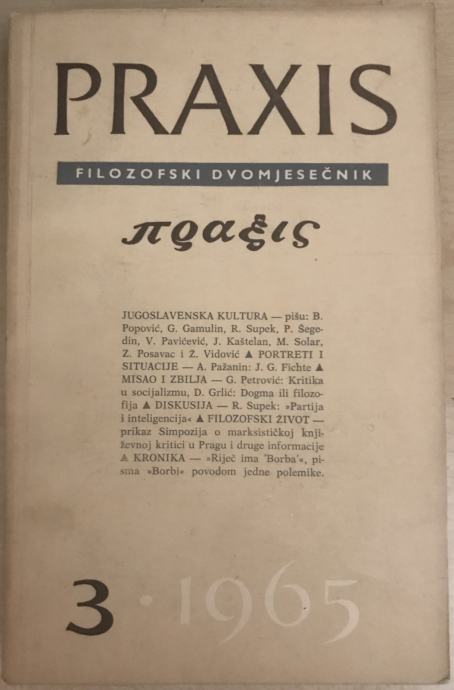 PRAXIS
FILOZOFSKI DVOMJESEČNIK
πραξις
JUGOSLAVENSKA KULTURA — pišu: B.
Popović, G. Gamulin, R. Supek, P. Šege-
din, V. Pavićević, J. Kaštelan, M. Solar,
Z. Posavac i Ž. Vidović ▲ PORTRETI I
SITUACIJE — A. Pažanin: J. G. Fichte ▲
MISAO I ZBILJA — G. Petrović: Kritika
u socijalizmu, D. Grlić: Dogma ili filozo-
fija ▲ DISKUSIJA — R. Supek: »Partija
i inteligencija« ▲ FILOZOFSKI ŽIVOT —
prikaz Simpozija o marksističkoj knji-
ževnoj kritici u Pragu i druge informacije
▲ KRONIKA — »Riječ ima 'Borba'«, pi-
sma »Borbi« povodom jedne polemike.
3 · 1965